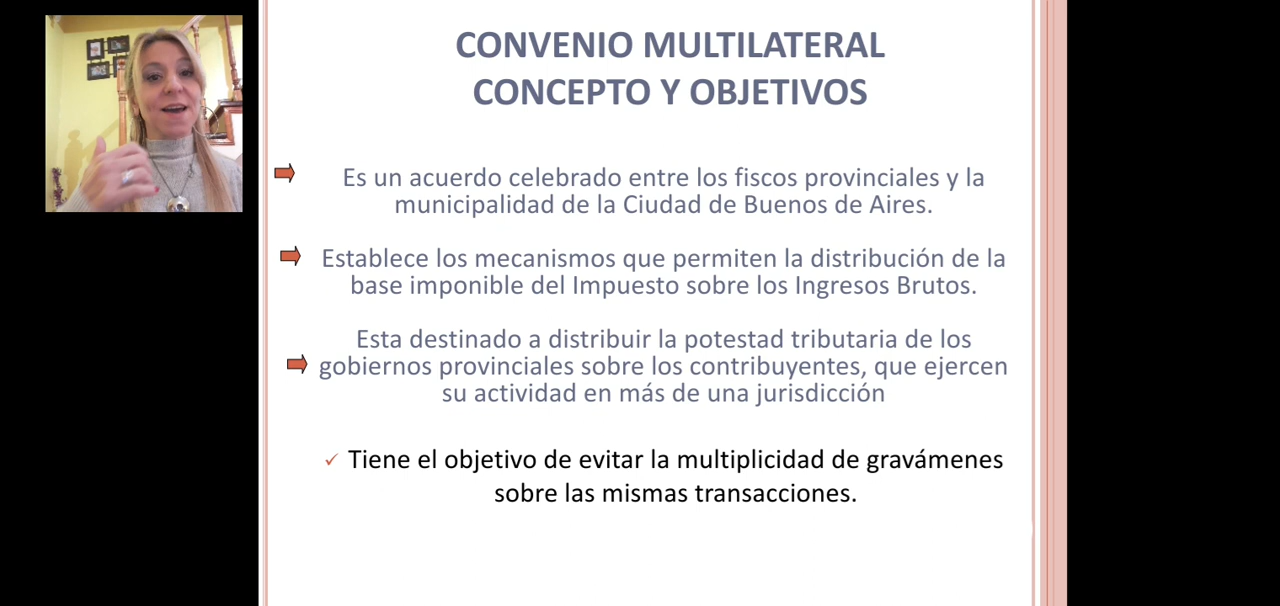 CONVENIO MULTILATERAL
CONCEPTO Y OBJETIVOS
Es un acuerdo celebrado entre los fiscos provinciales y la
municipalidad de la Ciudad de Buenos de Aires.
Establece los mecanismos que permiten la distribución de la
base imponible del Impuesto sobre los Ingresos Brutos.
Esta destinado a distribuir la potestad tributaria de los
gobiernos provinciales sobre los contribuyentes, que ejercen
su actividad en más de una jurisdicción
✓ Tiene el objetivo de evitar la multiplicidad de gravámenes
sobre las mismas transacciones.